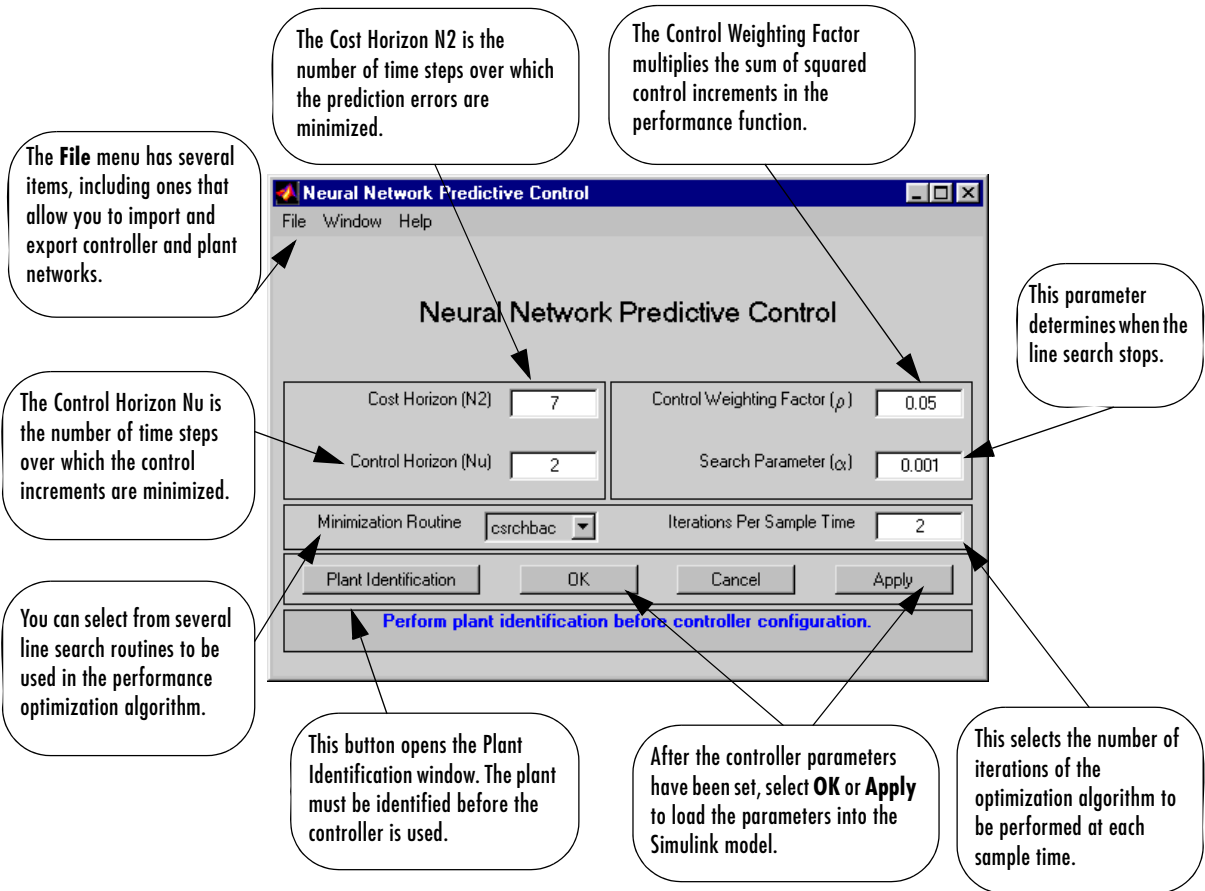 The Cost Horizon N2 is the
number of time steps over which
the prediction errors are
minimized.
The Control Weighting Factor
multiplies the sum of squared
control increments in the
performance function.
The File menu has several
items, including ones that
allow you to import and
export controller and plant
networks.
Neural Network Predictive Control
File Window Help
Neural Network Predictive Control
This parameter
determines when the
line search stops.
The Control Horizon Nu is
the number of time steps
over which the control
increments are minimized.
Cost Horizon (N2) 7
Control Weighting Factor (ρ) 0.05
Control Horizon (Nu) 2
Search Parameter (α) 0.001
Minimization Routine csrchbac
Iterations Per Sample Time 2
Plant Identification OK Cancel Apply
Perform plant identification before controller configuration.
You can select from several
line search routines to be
used in the performance
optimization algorithm.
This button opens the Plant
Identification window. The plant
must be identified before the
controller is used.
After the controller parameters
have been set, select OK or Apply
to load the parameters into the
Simulink model.
This selects the number of
iterations of the
optimization algorithm to
be performed at each
sample time.